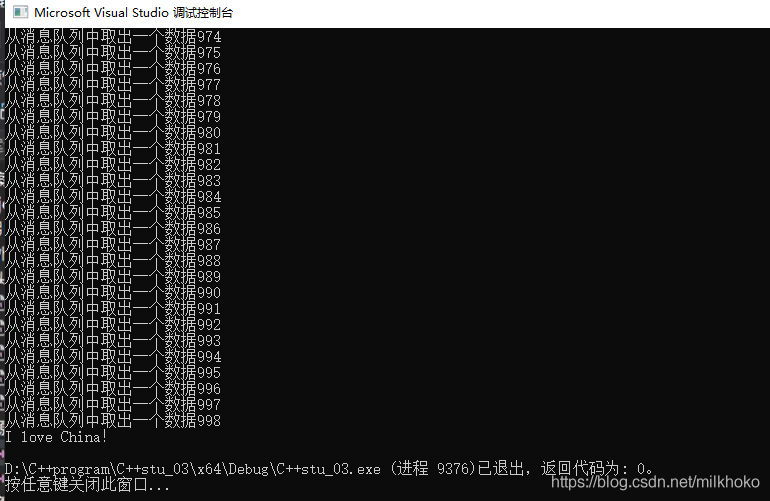 Microsoft Visual Studio 调试控制台
从消息队列中取出一个数据974
从消息队列中取出一个数据975
从消息队列中取出一个数据976
从消息队列中取出一个数据977
从消息队列中取出一个数据978
从消息队列中取出一个数据979
从消息队列中取出一个数据980
从消息队列中取出一个数据981
从消息队列中取出一个数据982
从消息队列中取出一个数据983
从消息队列中取出一个数据984
从消息队列中取出一个数据985
从消息队列中取出一个数据986
从消息队列中取出一个数据987
从消息队列中取出一个数据988
从消息队列中取出一个数据989
从消息队列中取出一个数据990
从消息队列中取出一个数据991
从消息队列中取出一个数据992
从消息队列中取出一个数据993
从消息队列中取出一个数据994
从消息队列中取出一个数据995
从消息队列中取出一个数据996
从消息队列中取出一个数据997
从消息队列中取出一个数据998
I love China!
D:\C++program\C++stu_03\x64\Debug\C++stu_03.exe (进程 9376)已退出，返回代码为: 0。
按任意键关闭此窗口...
https://blog.csdn.net/milkhoko